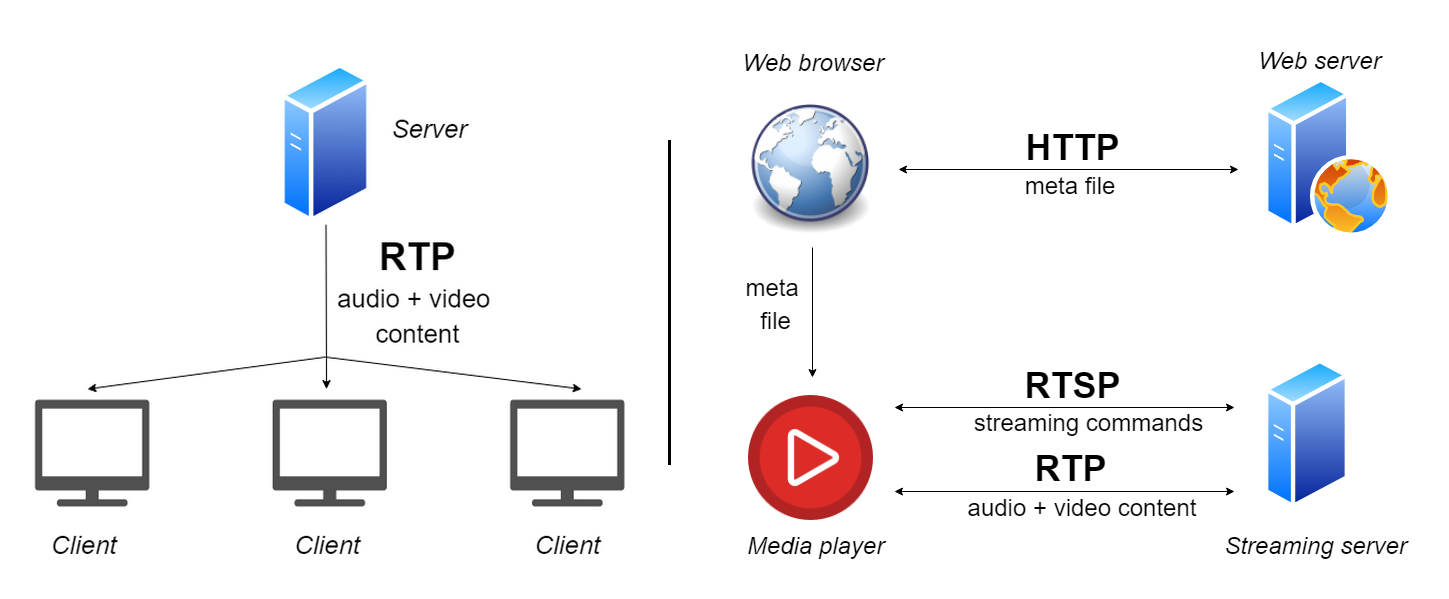 Server
RTP
audio + video
content
Client
Client
Client
Web browser
Web server
HTTP
meta file
meta
file
RTSP
streaming commands
RTP
audio + video content
Media player
Streaming server